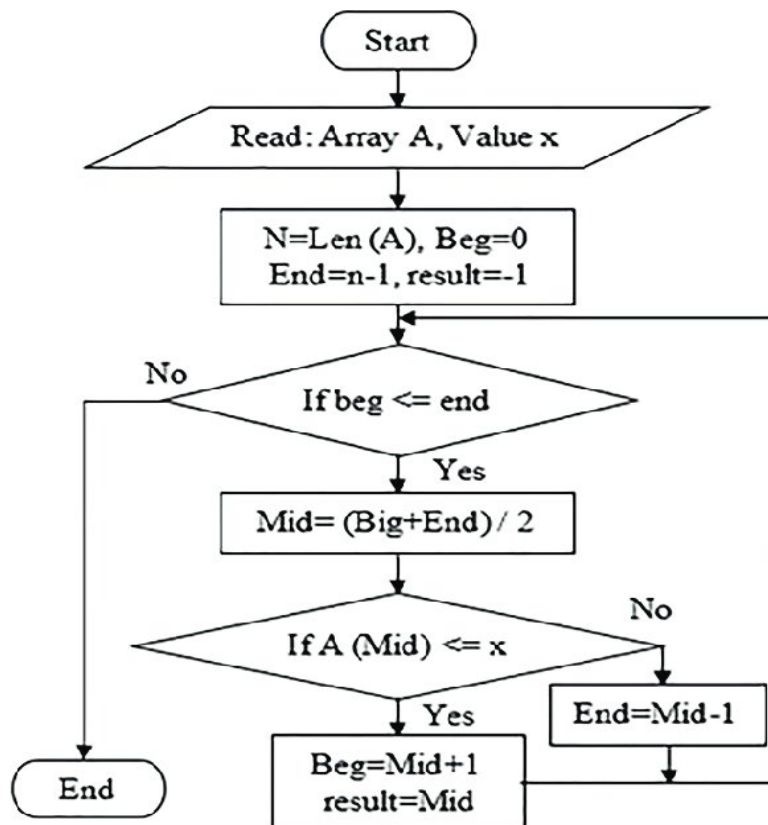 Start
Read: Array A, Value x
N=Len (A), Beg=0
End=n-1, result=-1
No
If beg <= end
Yes
Mid= (Big+End) / 2
No
If A (Mid) <= x
End=Mid-1
Yes
Beg=Mid+1
result=Mid
End